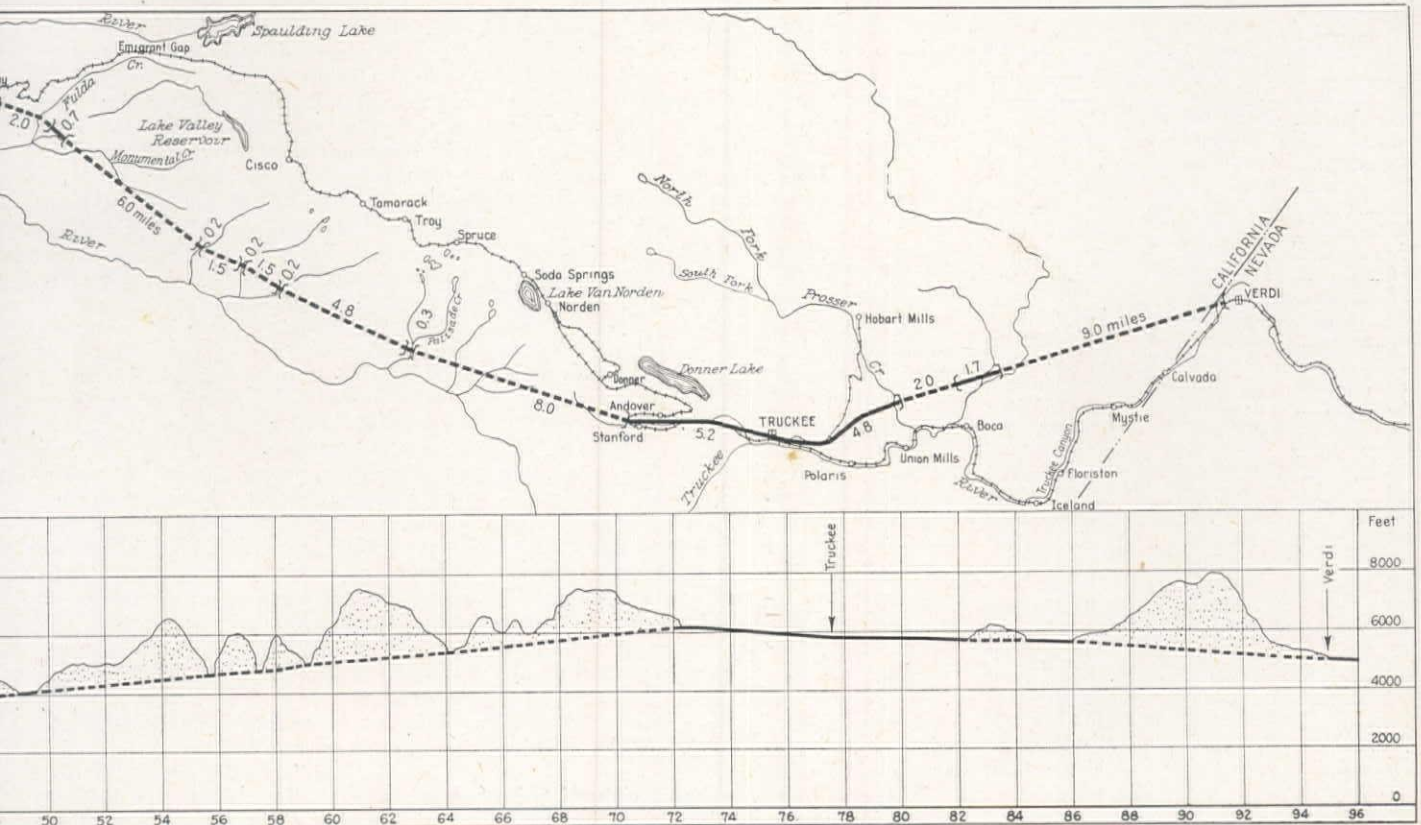 River
Spaulding Lake
Emigrant Gap
Cr.
Fulda
2.0
0.7
Lake Valley
Reservoir
Monumental Cr
Cisco
6.0 miles
River
Tamarack
Troy
Spruce
0.2
1.5
0.2
1.5
0.2
Soda Springs
Lake Van Norden
Norden
4.8
0.3
Palisade Cr
North
Fork
South Fork
Prosser
Hobart Mills
Cr
Donner
Donner Lake
8.0
Andover
Stanford
5.2
TRUCKEE
Truckee
Polaris
4.8
Union Mills
2.0
1.7
Boca
River
Truckee Canyon
Floriston
Iceland
9.0 miles
CALIFORNIA
NEVADA
VERDI
Calvada
Mystic
Feet
8000
6000
4000
2000
0
Truckee
Verdi
50 52 54 56 58 60 62 64 66 68 70 72 74 76 78 80 82 84 86 88 90 92 94 96